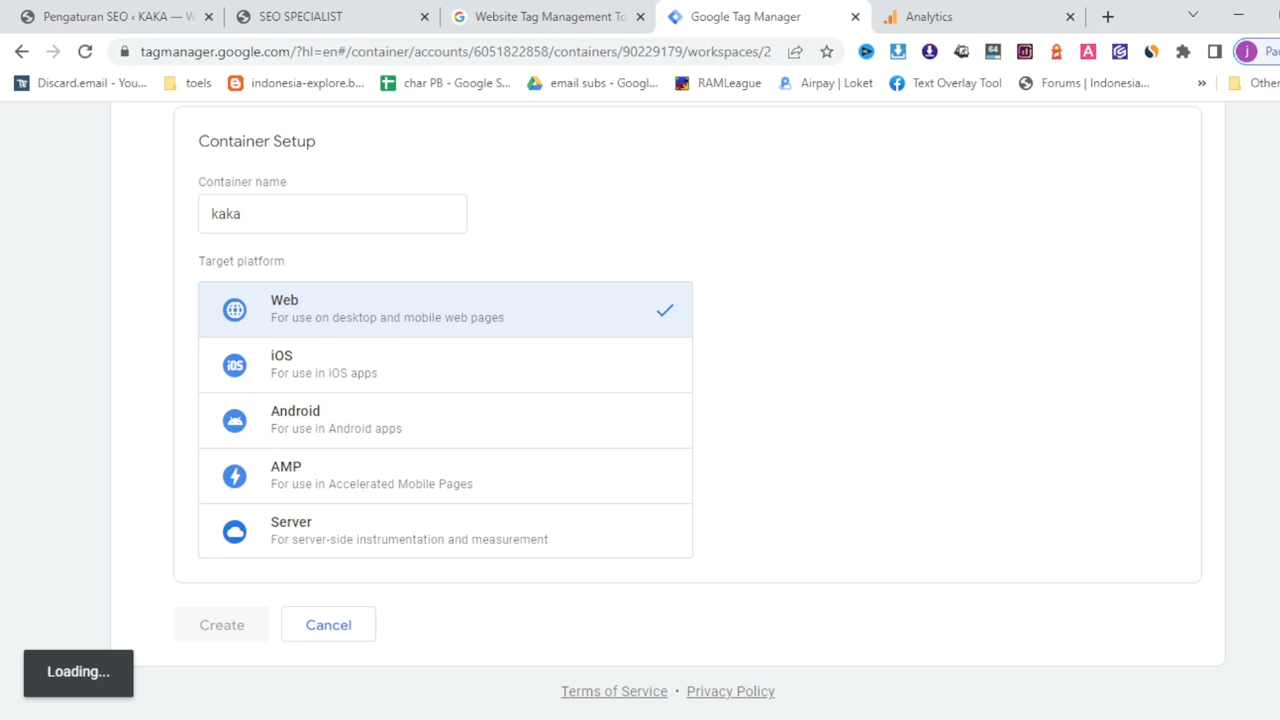 Pengaturan SEO ‹ KAKA — W
SEO SPECIALIST
Website Tag Management To
Google Tag Manager
Analytics
tagmanager.google.com/?hl=en#/container/accounts/6051822858/containers/90229179/workspaces/2
64
A
j
Pau
TE
Discard.email - You...
toels
indonesia-explore.b...
char PB - Google S...
email subs - Googl...
RAMLeague
Airpay | Loket
Text Overlay Tool
Forums | Indonesia...
»
Other
Container Setup
Container name
kaka
Target platform
Web
For use on desktop and mobile web pages
iOS
iOS
For use in iOS apps
Android
For use in Android apps
AMP
For use in Accelerated Mobile Pages
Server
For server-side instrumentation and measurement
Create
Cancel
Loading...
Terms of Service • Privacy Policy